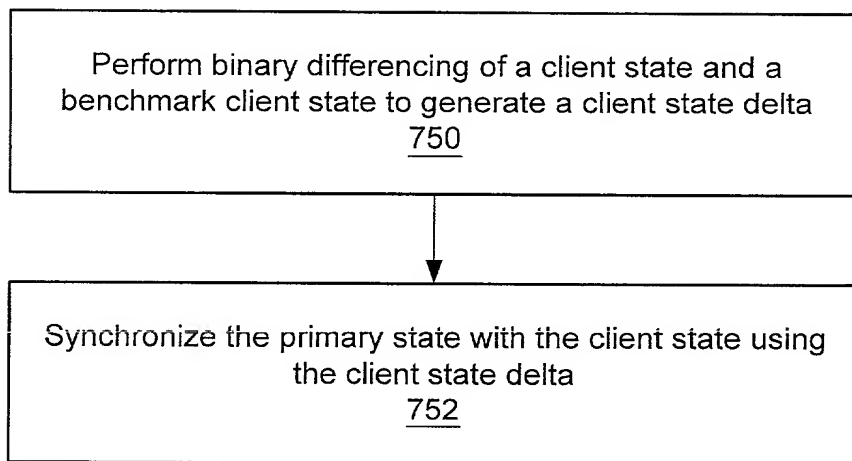 Perform binary differencing of a client state and a
benchmark client state to generate a client state delta
750
Synchronize the primary state with the client state using
the client state delta
752